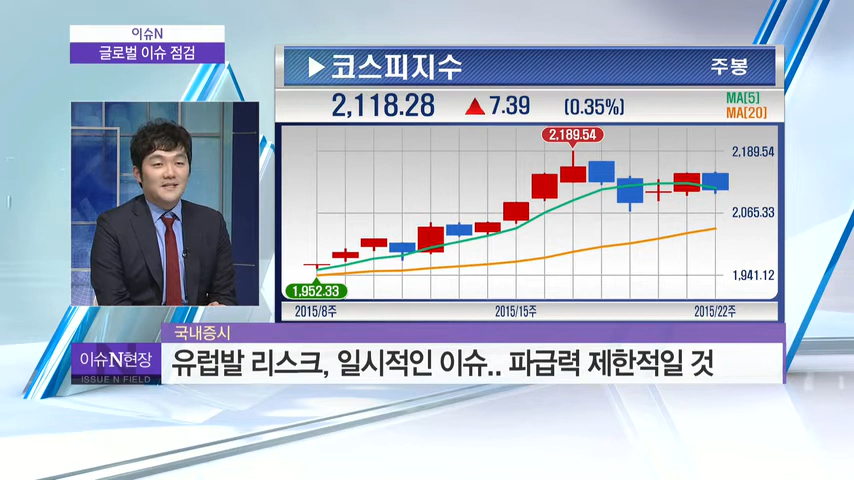 이슈N
글로벌 이슈 점검
▶코스피지수
주봉
2,118.28 ▲7.39 (0.35%)
MA[5]
MA[20]
2,189.54
2,189.54
2,065.33
1,941.12
1,952.33
2015/8주 2015/15주 2015/22주
국내증시
이슈N현장
ISSUE N FIELD
유럽발 리스크, 일시적인 이슈.. 파급력 제한적일 것